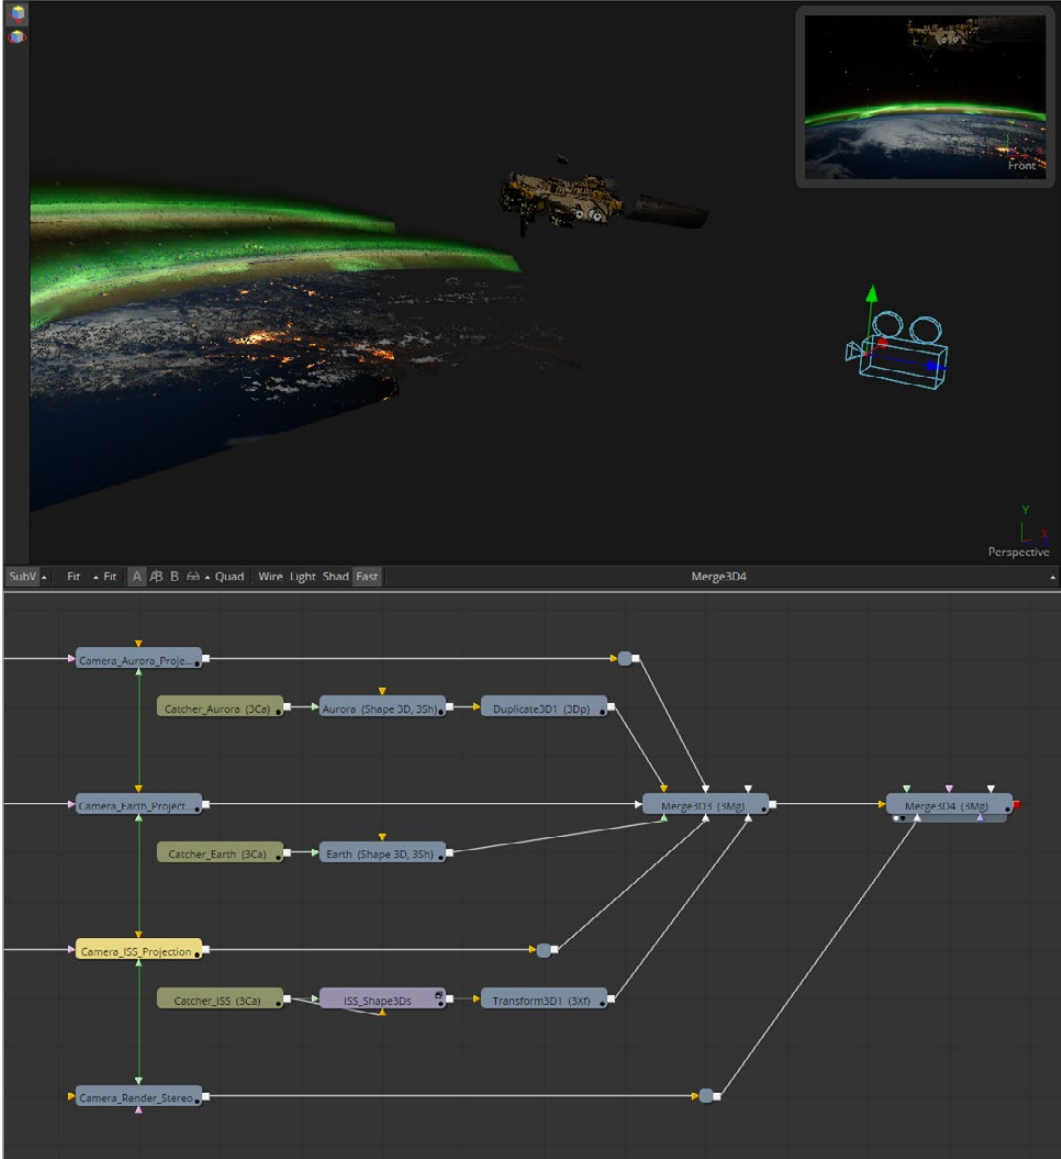 Front
Y
X
Perspective
SubV Fit Fit A A|B B Quad Wire Light Shad Fast Merge3D4
Camera_Aurora_Proje...
Catcher_Aurora (3Ca) Aurora (Shape 3D, 3Sh) Duplicate3D1 (3Dp)
Camera_Earth_Project... Merge3D3 (3Mg) Merge3D4 (3Mg)
Catcher_Earth (3Ca) Earth (Shape 3D, 3Sh)
Camera_ISS_Projection
Catcher_ISS (3Ca) ISS_Shape3Ds Transform3D1 (3Xf)
Camera_Render_Stereo